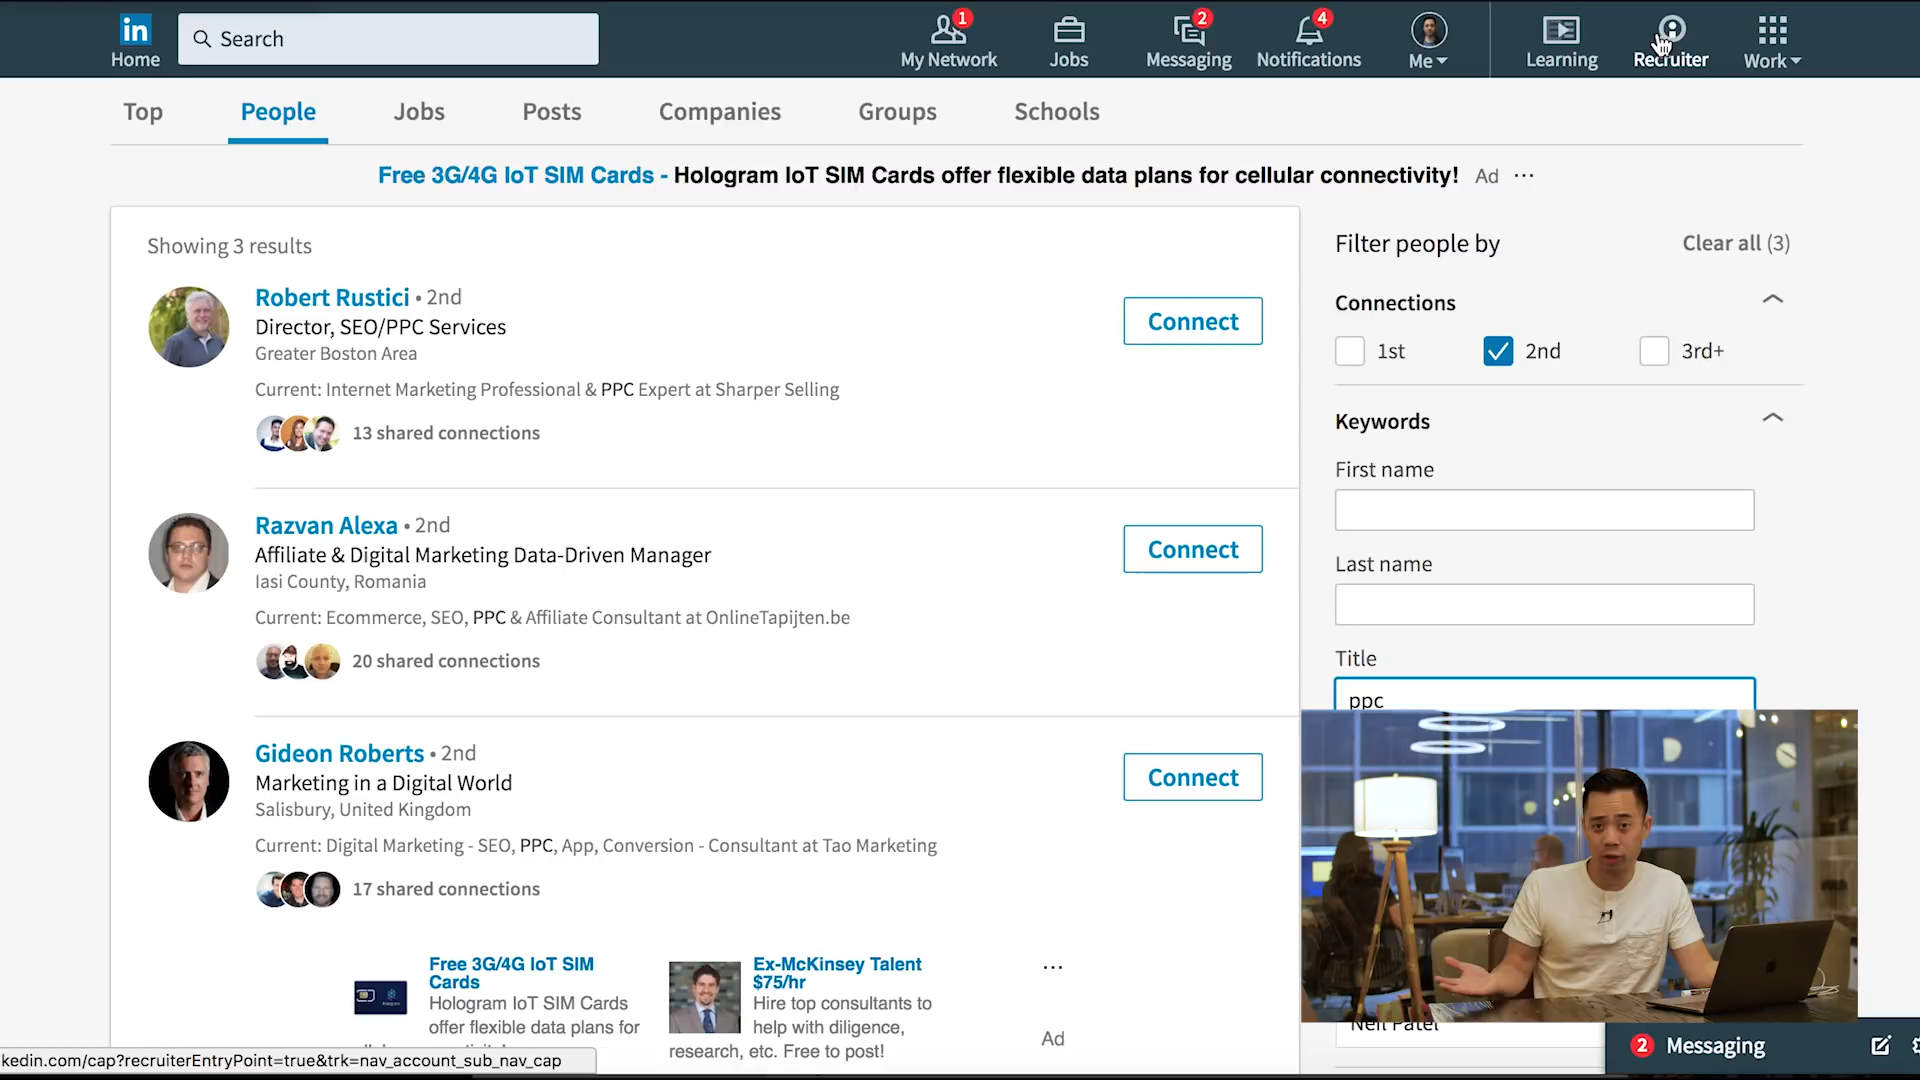 in
Home
Search
1
My Network
Jobs
2
Messaging
4
Notifications
Me
Learning
Recruiter
Work
Top
People
Jobs
Posts
Companies
Groups
Schools
Free 3G/4G IoT SIM Cards - Hologram IoT SIM Cards offer flexible data plans for cellular connectivity! Ad ...
Showing 3 results
Robert Rustici • 2nd
Director, SEO/PPC Services
Greater Boston Area
Current: Internet Marketing Professional & PPC Expert at Sharper Selling
13 shared connections
Connect
Razvan Alexa • 2nd
Affiliate & Digital Marketing Data-Driven Manager
Iasi County, Romania
Current: Ecommerce, SEO, PPC & Affiliate Consultant at OnlineTapijten.be
20 shared connections
Connect
Gideon Roberts • 2nd
Marketing in a Digital World
Salisbury, United Kingdom
Current: Digital Marketing - SEO, PPC, App, Conversion - Consultant at Tao Marketing
17 shared connections
Connect
Free 3G/4G IoT SIM
Cards
Hologram IoT SIM Cards
offer flexible data plans for
Ex-McKinsey Talent
$75/hr
Hire top consultants to
help with diligence,
research, etc. Free to post!
...
Ad
Filter people by
Clear all (3)
Connections
1st
2nd
3rd+
Keywords
First name
Last name
Title
ppc
Neil Patel
2 Messaging
kedin.com/cap?recruiterEntryPoint=true&trk=nav_account_sub_nav_cap